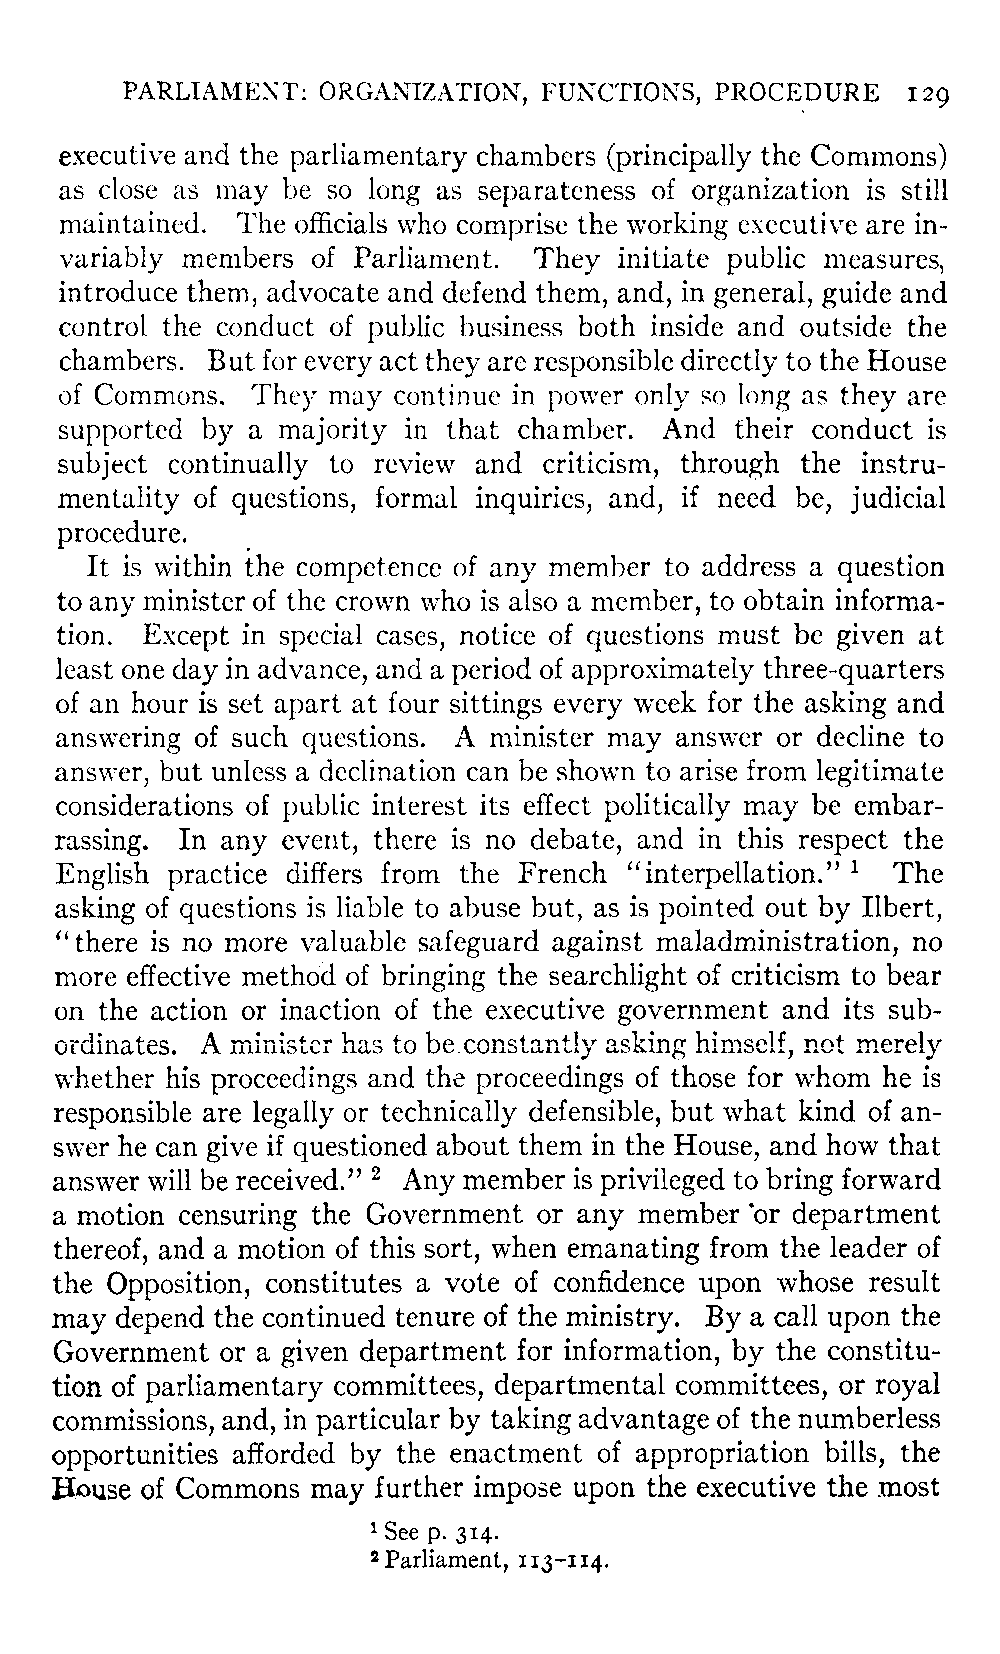 PARLIAMENT: ORGANIZATION, FUNCTIONS, PROCEDURE 129
executive and the parliamentary chambers (principally the Commons)
as close as may be so long as separateness of organization is still
maintained. The officials who comprise the working executive are in-
variably members of Parliament. They initiate public measures,
introduce them, advocate and defend them, and, in general, guide and
control the conduct of public business both inside and outside the
chambers. But for every act they are responsible directly to the House
of Commons. They may continue in power only so long as they are
supported by a majority in that chamber. And their conduct is
subject continually to review and criticism, through the instru-
mentality of questions, formal inquiries, and, if need be, judicial
procedure.
It is within the competence of any member to address a question
to any minister of the crown who is also a member, to obtain informa-
tion. Except in special cases, notice of questions must be given at
least one day in advance, and a period of approximately three-quarters
of an hour is set apart at four sittings every week for the asking and
answering of such questions. A minister may answer or decline to
answer, but unless a declination can be shown to arise from legitimate
considerations of public interest its effect politically may be embar-
rassing. In any event, there is no debate, and in this respect the
English practice differs from the French "interpellation." ¹ The
asking of questions is liable to abuse but, as is pointed out by Ilbert,
"there is no more valuable safeguard against maladministration, no
more effective method of bringing the searchlight of criticism to bear
on the action or inaction of the executive government and its sub-
ordinates. A minister has to be constantly asking himself, not merely
whether his proceedings and the proceedings of those for whom he is
responsible are legally or technically defensible, but what kind of an-
swer he can give if questioned about them in the House, and how that
answer will be received." ² Any member is privileged to bring forward
a motion censuring the Government or any member or department
thereof, and a motion of this sort, when emanating from the leader of
the Opposition, constitutes a vote of confidence upon whose result
may depend the continued tenure of the ministry. By a call upon the
Government or a given department for information, by the constitu-
tion of parliamentary committees, departmental committees, or royal
commissions, and, in particular by taking advantage of the numberless
opportunities afforded by the enactment of appropriation bills, the
House of Commons may further impose upon the executive the most
¹ See p. 314.
² Parliament, 113–114.